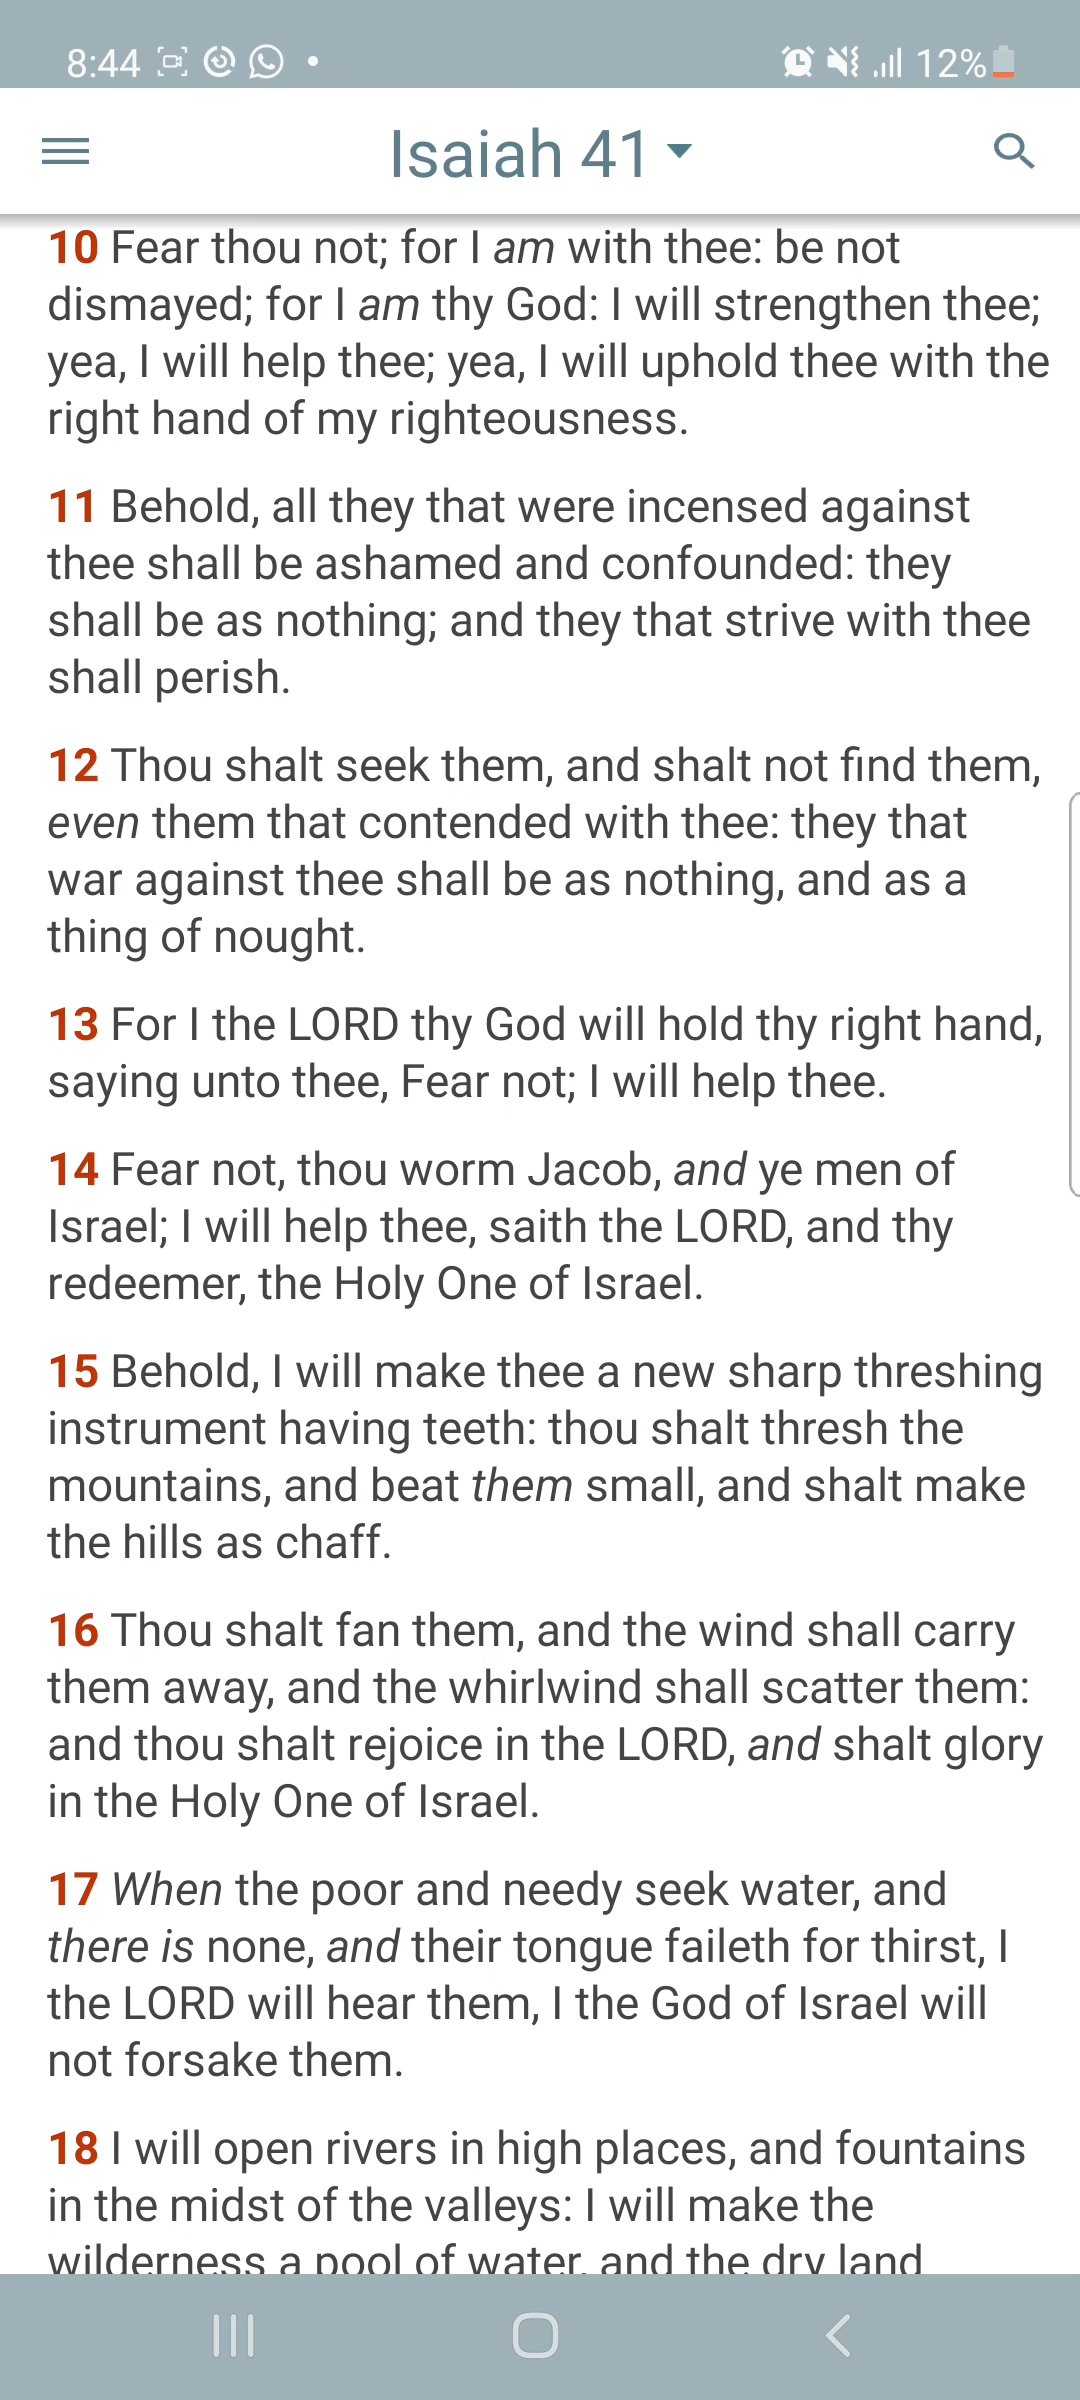 8:44
12%
Isaiah 41
10 Fear thou not; for I am with thee: be not
dismayed; for I am thy God: I will strengthen thee;
yea, I will help thee; yea, I will uphold thee with the
right hand of my righteousness.
11 Behold, all they that were incensed against
thee shall be ashamed and confounded: they
shall be as nothing; and they that strive with thee
shall perish.
12 Thou shalt seek them, and shalt not find them,
even them that contended with thee: they that
war against thee shall be as nothing, and as a
thing of nought.
13 For I the LORD thy God will hold thy right hand,
saying unto thee, Fear not; I will help thee.
14 Fear not, thou worm Jacob, and ye men of
Israel; I will help thee, saith the LORD, and thy
redeemer, the Holy One of Israel.
15 Behold, I will make thee a new sharp threshing
instrument having teeth: thou shalt thresh the
mountains, and beat them small, and shalt make
the hills as chaff.
16 Thou shalt fan them, and the wind shall carry
them away, and the whirlwind shall scatter them:
and thou shalt rejoice in the LORD, and shalt glory
in the Holy One of Israel.
17 When the poor and needy seek water, and
there is none, and their tongue faileth for thirst, I
the LORD will hear them, I the God of Israel will
not forsake them.
18 I will open rivers in high places, and fountains
in the midst of the valleys: I will make the
wilderness a pool of water, and the dry land